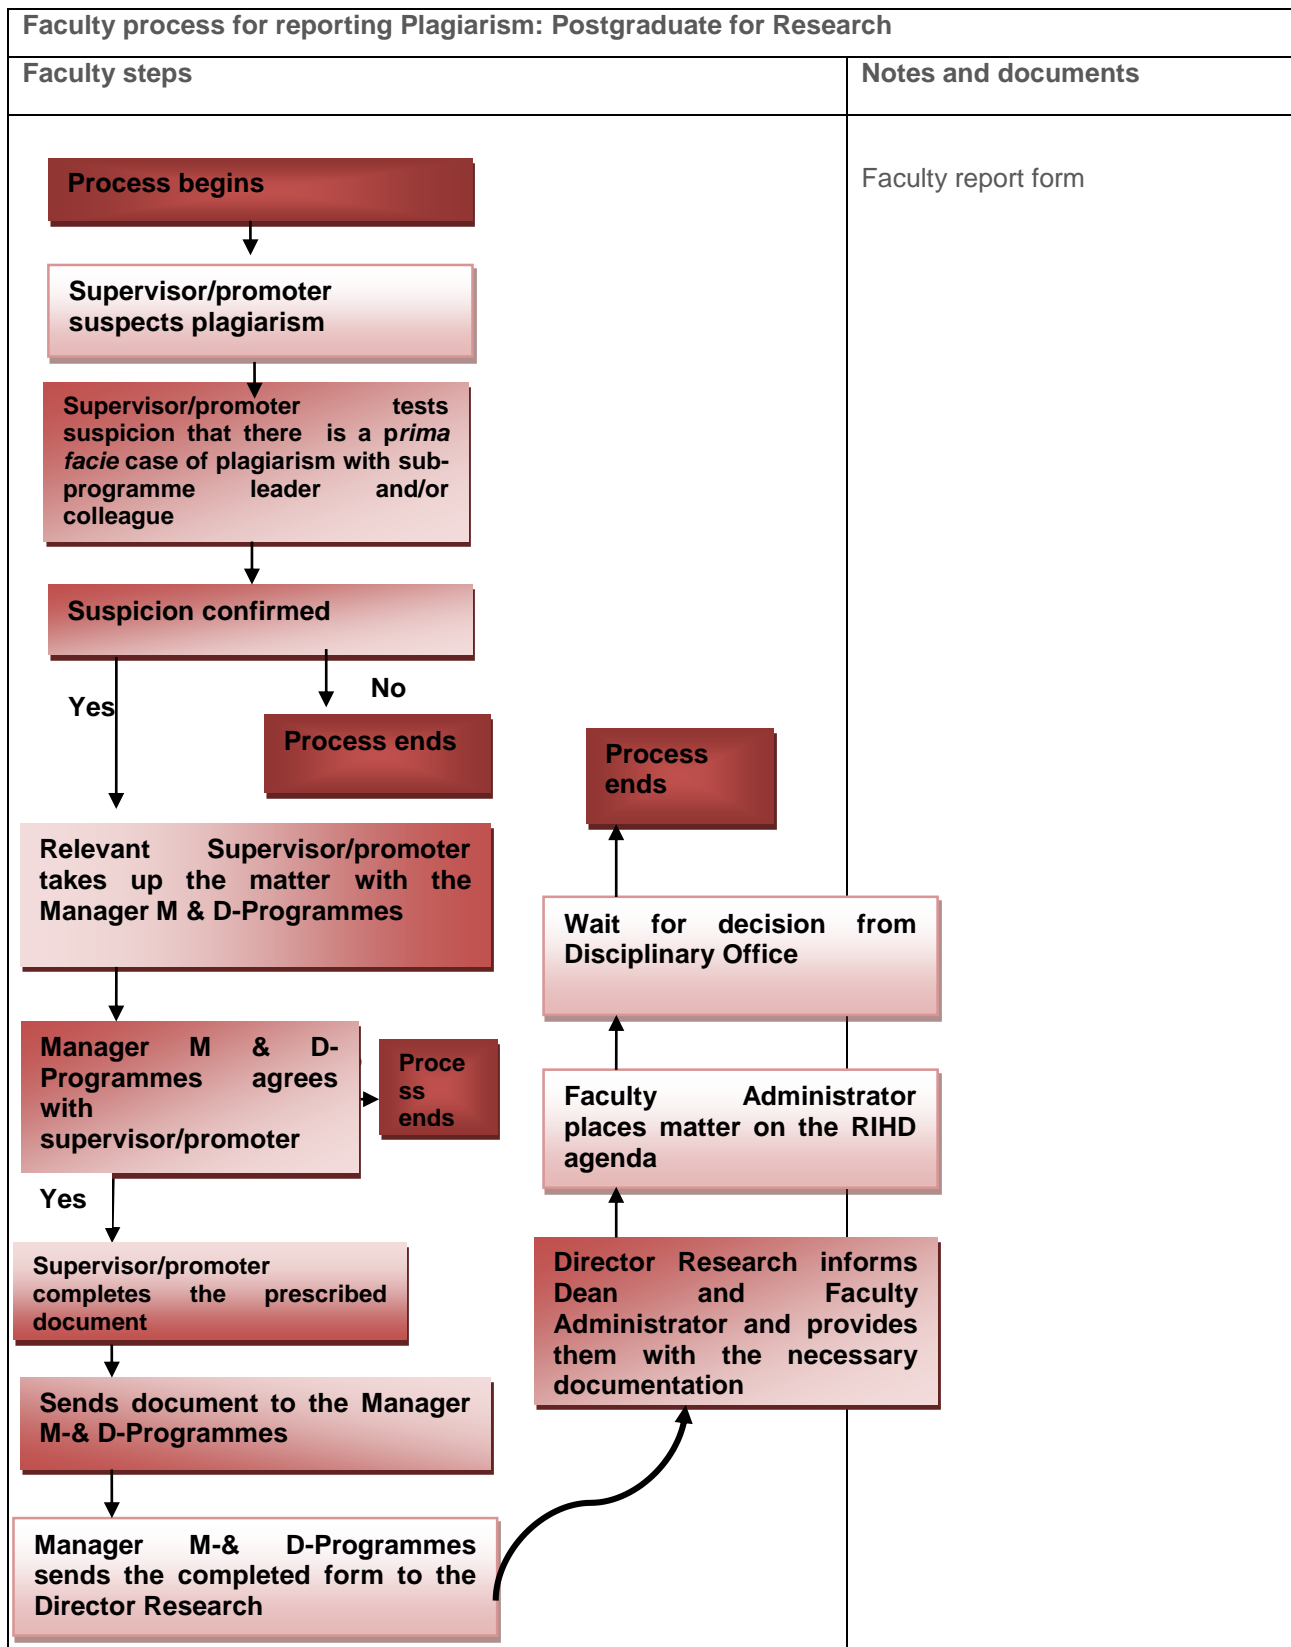 Faculty process for reporting Plagiarism: Postgraduate for Research
Faculty steps
Notes and documents
Process begins
Faculty report form
Supervisor/promoter
suspects plagiarism
Supervisor/promoter tests
suspicion that there is a prima
facie case of plagiarism with sub-
programme leader and/or
colleague
Suspicion confirmed
Yes
No
Process ends
Relevant Supervisor/promoter
takes up the matter with the
Manager M & D-Programmes
Manager M & D-
Programmes agrees
with
supervisor/promoter
Proce
ss
ends
Yes
Supervisor/promoter
completes the prescribed
document
Sends document to the Manager
M-& D-Programmes
Manager M-& D-Programmes
sends the completed form to the
Director Research
Director Research informs
Dean and Faculty
Administrator and provides
them with the necessary
documentation
Faculty Administrator
places matter on the RIHD
agenda
Wait for decision from
Disciplinary Office
Process
ends